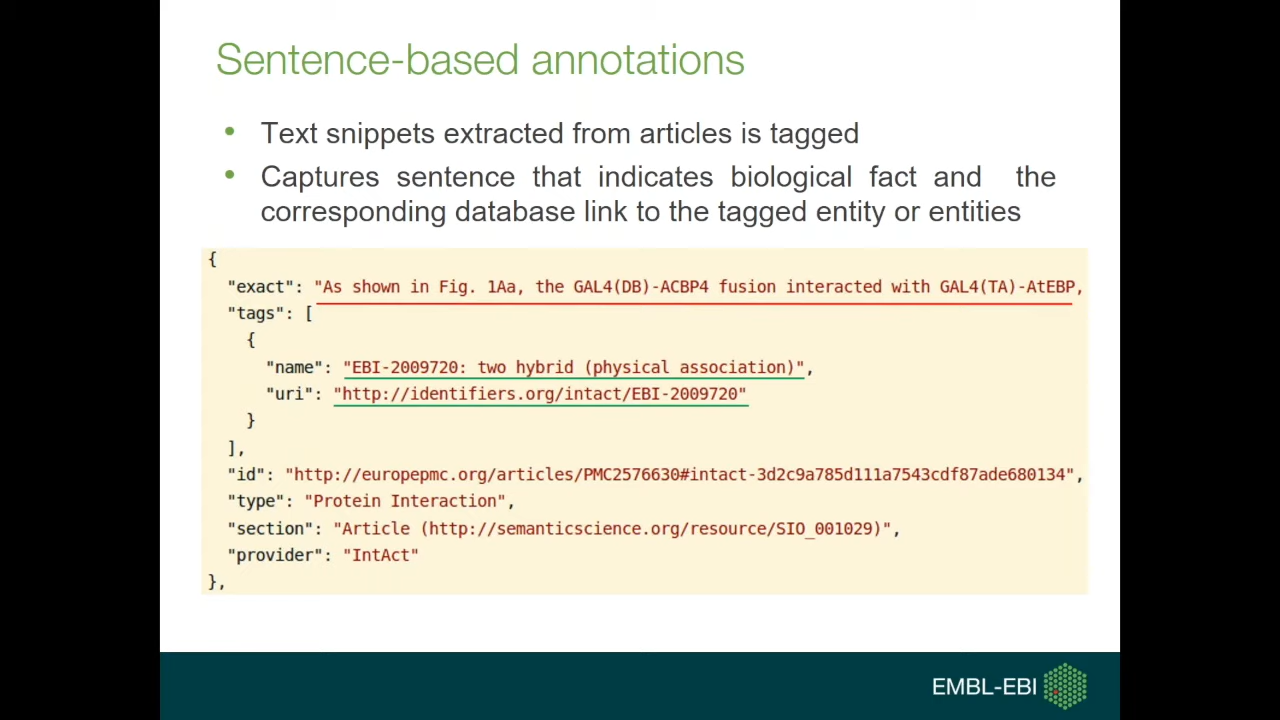 Sentence-based annotations
• Text snippets extracted from articles is tagged
• Captures sentence that indicates biological fact and the
corresponding database link to the tagged entity or entities
{
"exact": "As shown in Fig. 1Aa, the GAL4(DB)-ACBP4 fusion interacted with GAL4(TA)-AtEBP,
"tags": [
{
"name": "EBI-2009720: two hybrid (physical association)",
"uri": "http://identifiers.org/intact/EBI-2009720"
}
],
"id": "http://europepmc.org/articles/PMC2576630#intact-3d2c9a785d111a7543cdf87ade680134",
"type": "Protein Interaction",
"section": "Article (http://semanticscience.org/resource/SIO_001029)",
"provider": "IntAct"
},
EMBL-EBI